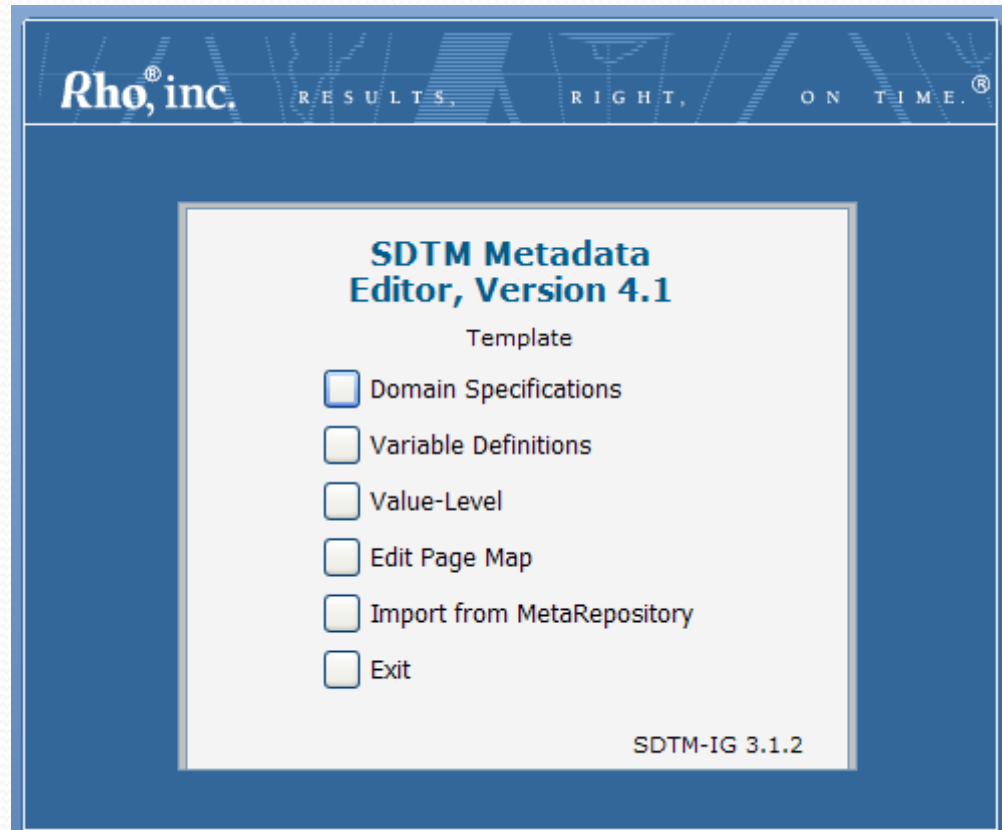 Rho,® inc. RESULTS, RIGHT, ON TIME.®
SDTM Metadata
Editor, Version 4.1
Template
Domain Specifications
Variable Definitions
Value-Level
Edit Page Map
Import from MetaRepository
Exit
SDTM-IG 3.1.2